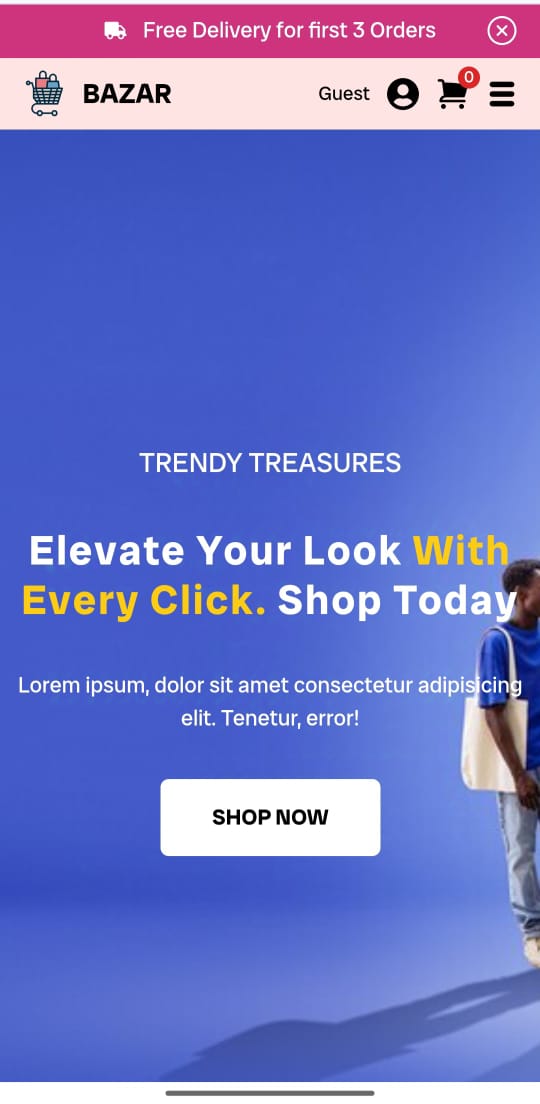 Free Delivery for first 3 Orders
BAZAR
Guest
0
TRENDY TREASURES
Elevate Your Look With
Every Click. Shop Today
Lorem ipsum, dolor sit amet consectetur adipisicing
elit. Tenetur, error!
SHOP NOW